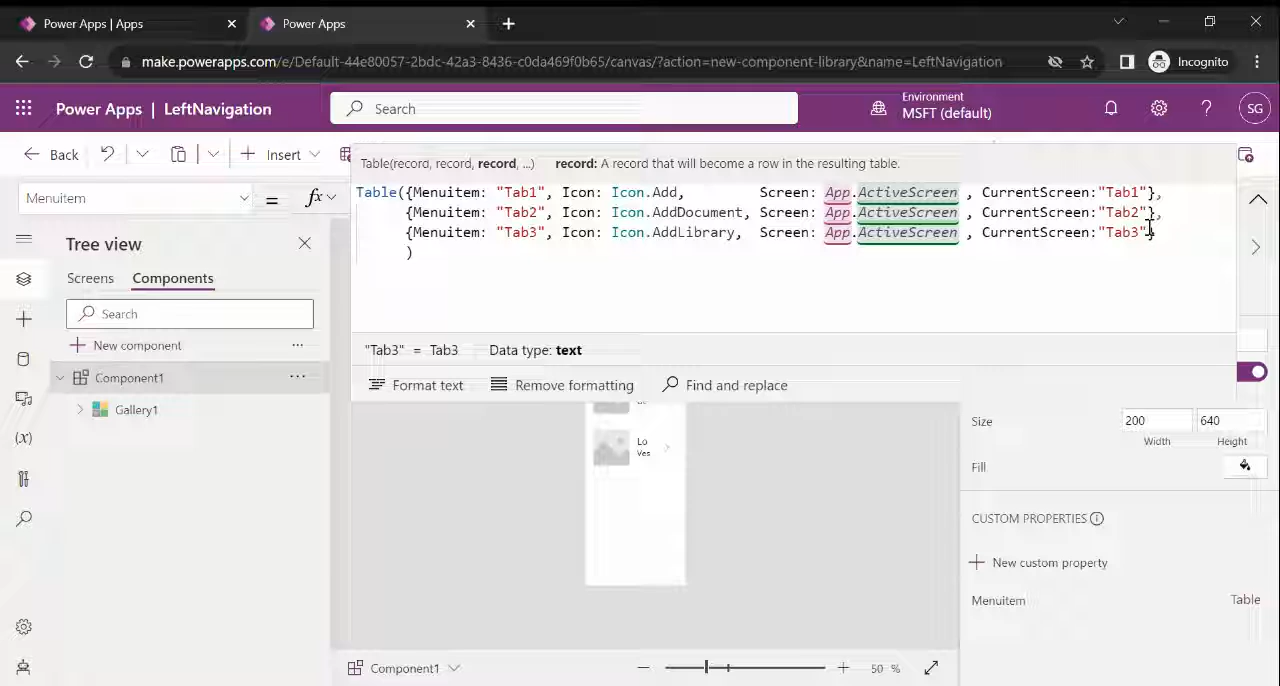 Power Apps | Apps
Power Apps
make.powerapps.com/e/Default-44e80057-2bdc-42a3-8436-c0da469f0b65/canvas/?action=new-component-library&name=LeftNavigation
Incognito
Power Apps | LeftNavigation
Search
Environment
MSFT (default)
SG
Back
Insert
Menuitem
=
fx
Table(record, record, record, ...) record: A record that will become a row in the resulting table.
Table({Menuitem: "Tab1", Icon: Icon.Add, Screen: App.ActiveScreen , CurrentScreen:"Tab1"},
{Menuitem: "Tab2", Icon: Icon.AddDocument, Screen: App.ActiveScreen , CurrentScreen:"Tab2"},
{Menuitem: "Tab3", Icon: Icon.AddLibrary, Screen: App.ActiveScreen , CurrentScreen:"Tab3"}
)
"Tab3" = Tab3 Data type: text
Format text Remove formatting Find and replace
Tree view
Screens Components
Search
New component
Component1
Gallery1
Lo
Ves
Size
200
640
Width
Height
Fill
CUSTOM PROPERTIES
New custom property
Menuitem
Table
Component1
50 %